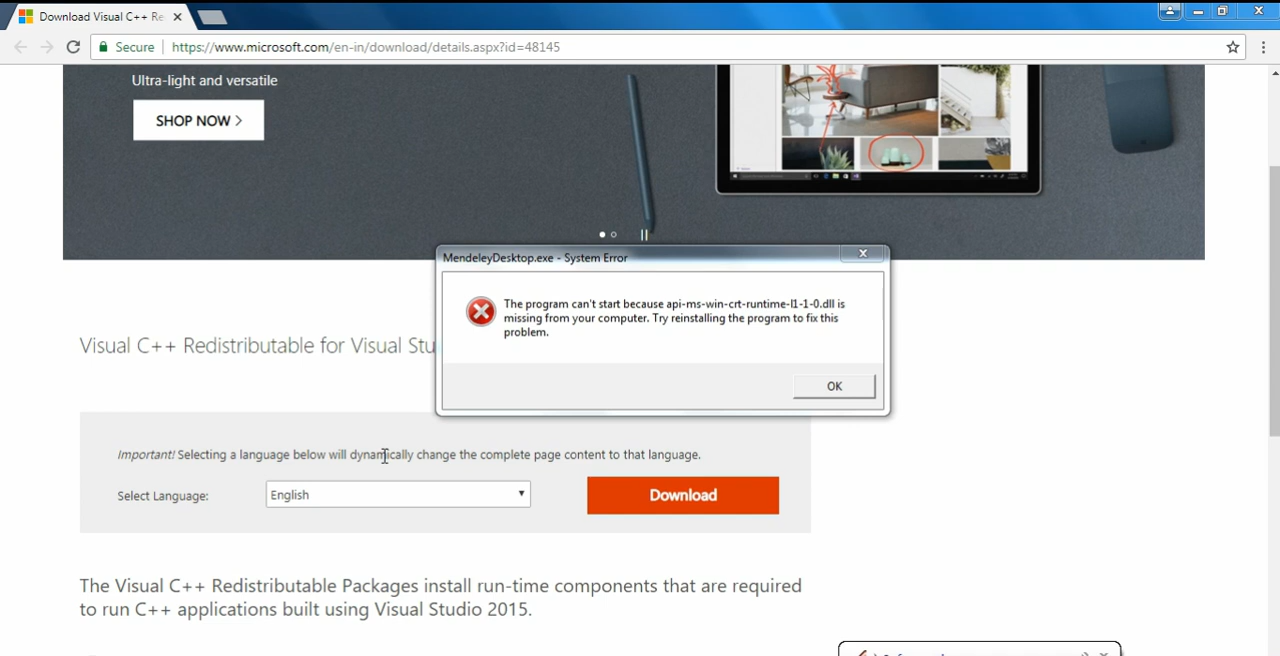 Download Visual C++ Re
Secure
https://www.microsoft.com/en-in/download/details.aspx?id=48145
Ultra-light and versatile
SHOP NOW >
MendeleyDesktop.exe - System Error
The program can't start because api-ms-win-crt-runtime-l1-1-0.dll is
missing from your computer. Try reinstalling the program to fix this
problem.
OK
Visual C++ Redistributable for Visual Stu
Important! Selecting a language below will dynamically change the complete page content to that language.
Select Language:
English
Download
The Visual C++ Redistributable Packages install run-time components that are required
to run C++ applications built using Visual Studio 2015.